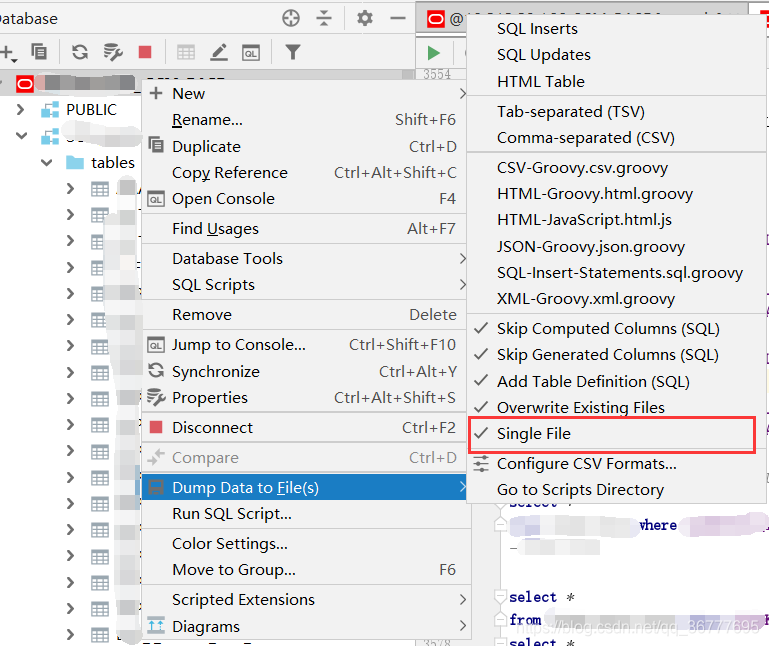 Database
@
3554
PUBLIC
tables
New
Rename... Shift+F6
Duplicate Ctrl+D
Copy Reference Ctrl+Alt+Shift+C
Open Console F4
Find Usages Alt+F7
Database Tools
SQL Scripts
Remove Delete
Jump to Console... Ctrl+Shift+F10
Synchronize Ctrl+Alt+Y
Properties Ctrl+Alt+Shift+S
Disconnect Ctrl+F2
Compare Ctrl+D
Dump Data to File(s)
Run SQL Script...
Color Settings...
Move to Group... F6
Scripted Extensions
Diagrams
SQL Inserts
SQL Updates
HTML Table
Tab-separated (TSV)
Comma-separated (CSV)
CSV-Groovy.csv.groovy
HTML-Groovy.html.groovy
HTML-JavaScript.html.js
JSON-Groovy.json.groovy
SQL-Insert-Statements.sql.groovy
XML-Groovy.xml.groovy
Skip Computed Columns (SQL)
Skip Generated Columns (SQL)
Add Table Definition (SQL)
Overwrite Existing Files
Single File
Configure CSV Formats...
Go to Scripts Directory
select *
where
select *
from
https://blog.csdn.net/qq_36777695
3578
select *